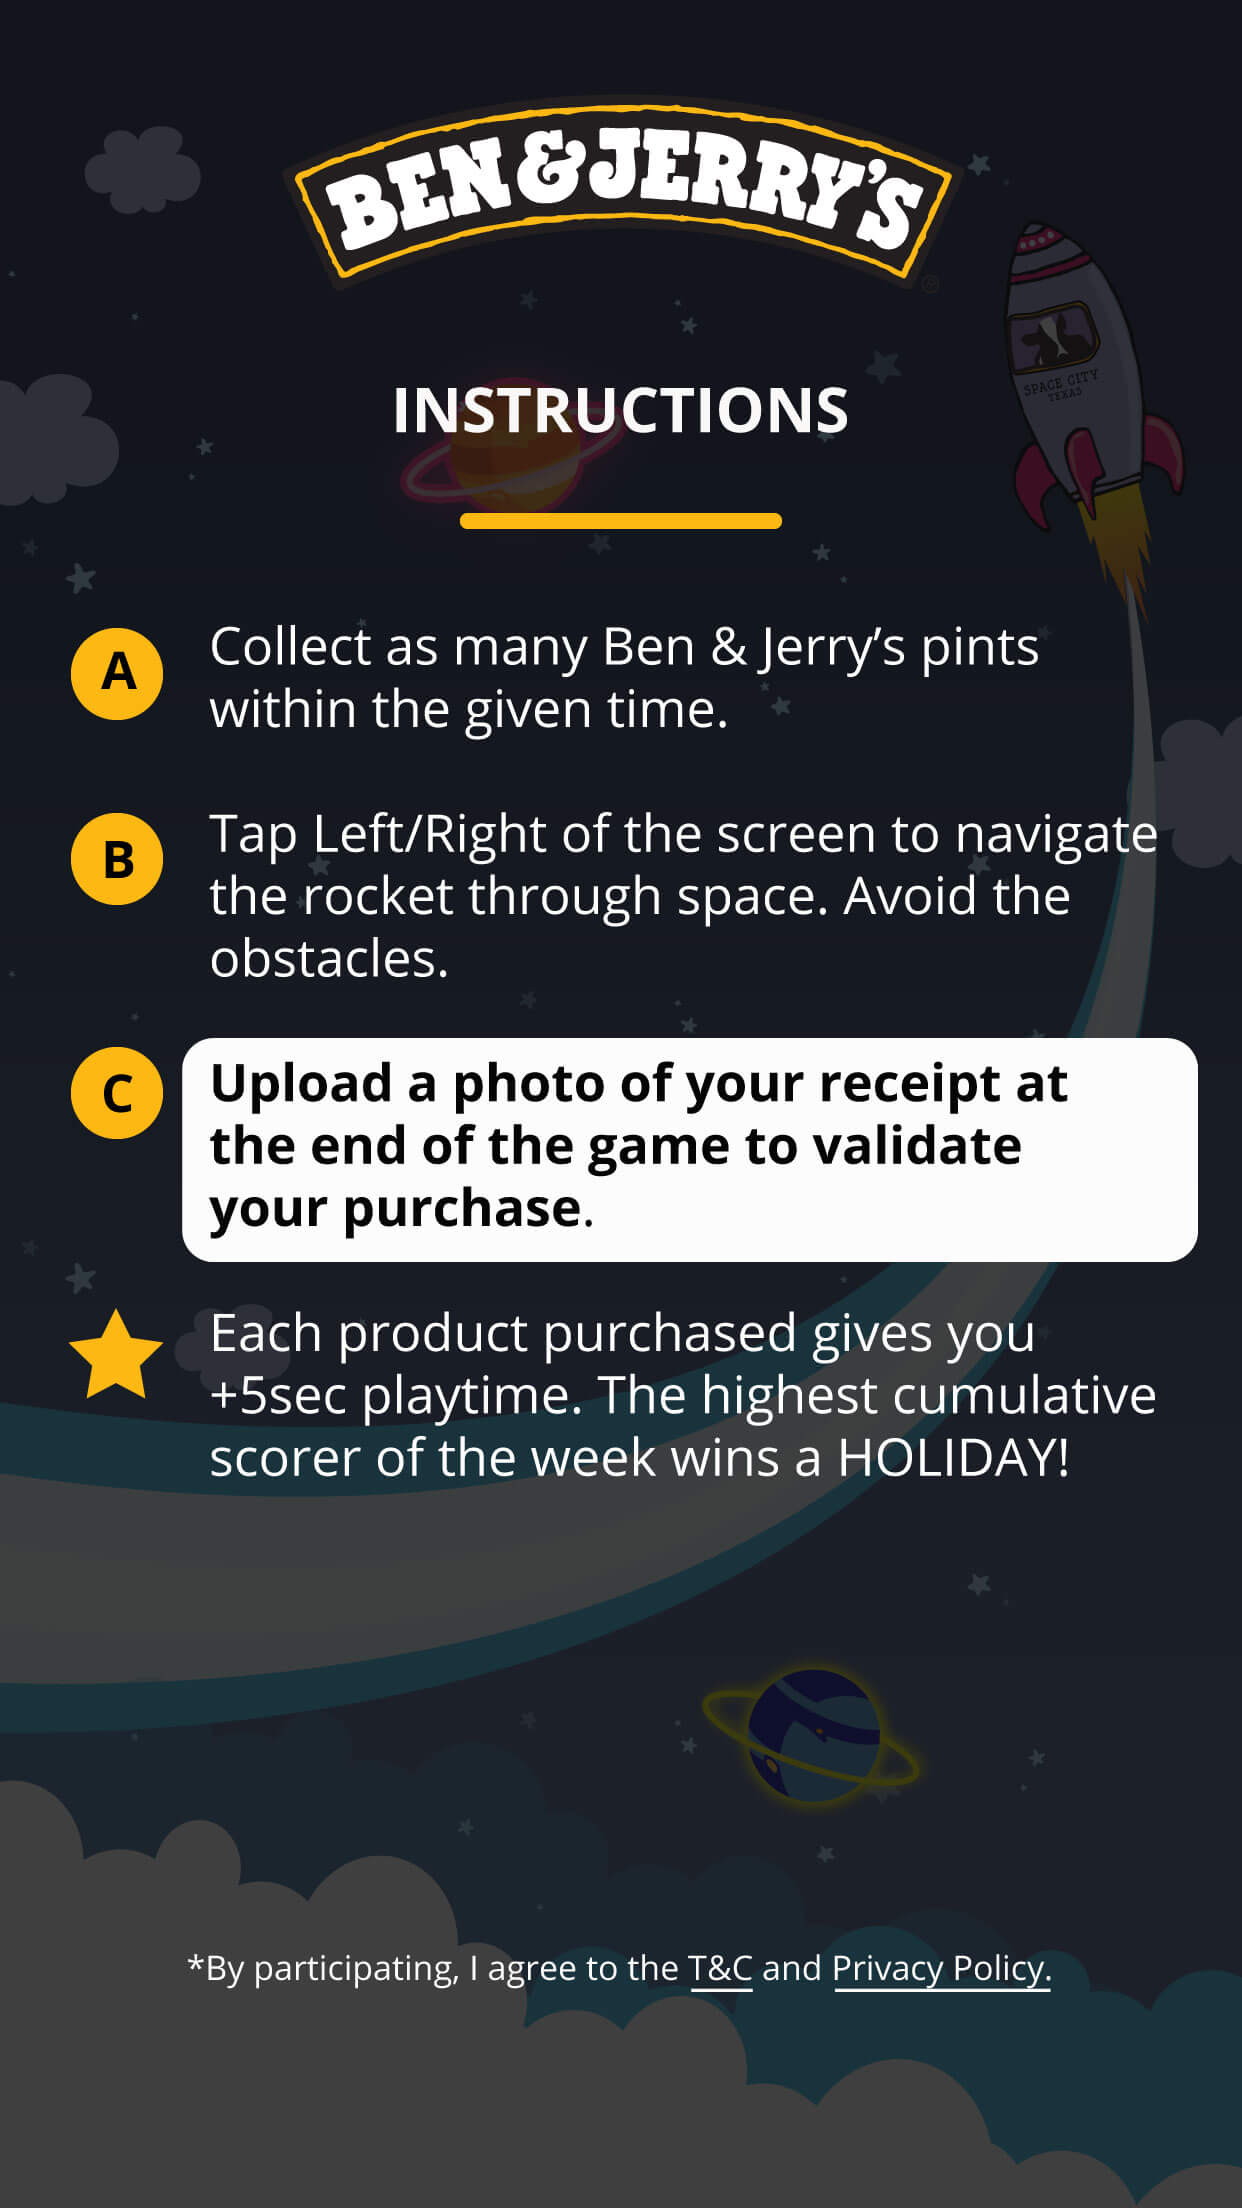 BEN & JERRY'S
®
SPACE CITY
TEXAS
INSTRUCTIONS
A
Collect as many Ben & Jerry’s pints
within the given time.
B
Tap Left/Right of the screen to navigate
the rocket through space. Avoid the
obstacles.
C
Upload a photo of your receipt at
the end of the game to validate
your purchase.
Each product purchased gives you
+5sec playtime. The highest cumulative
scorer of the week wins a HOLIDAY!
*By participating, I agree to the T&C and Privacy Policy.